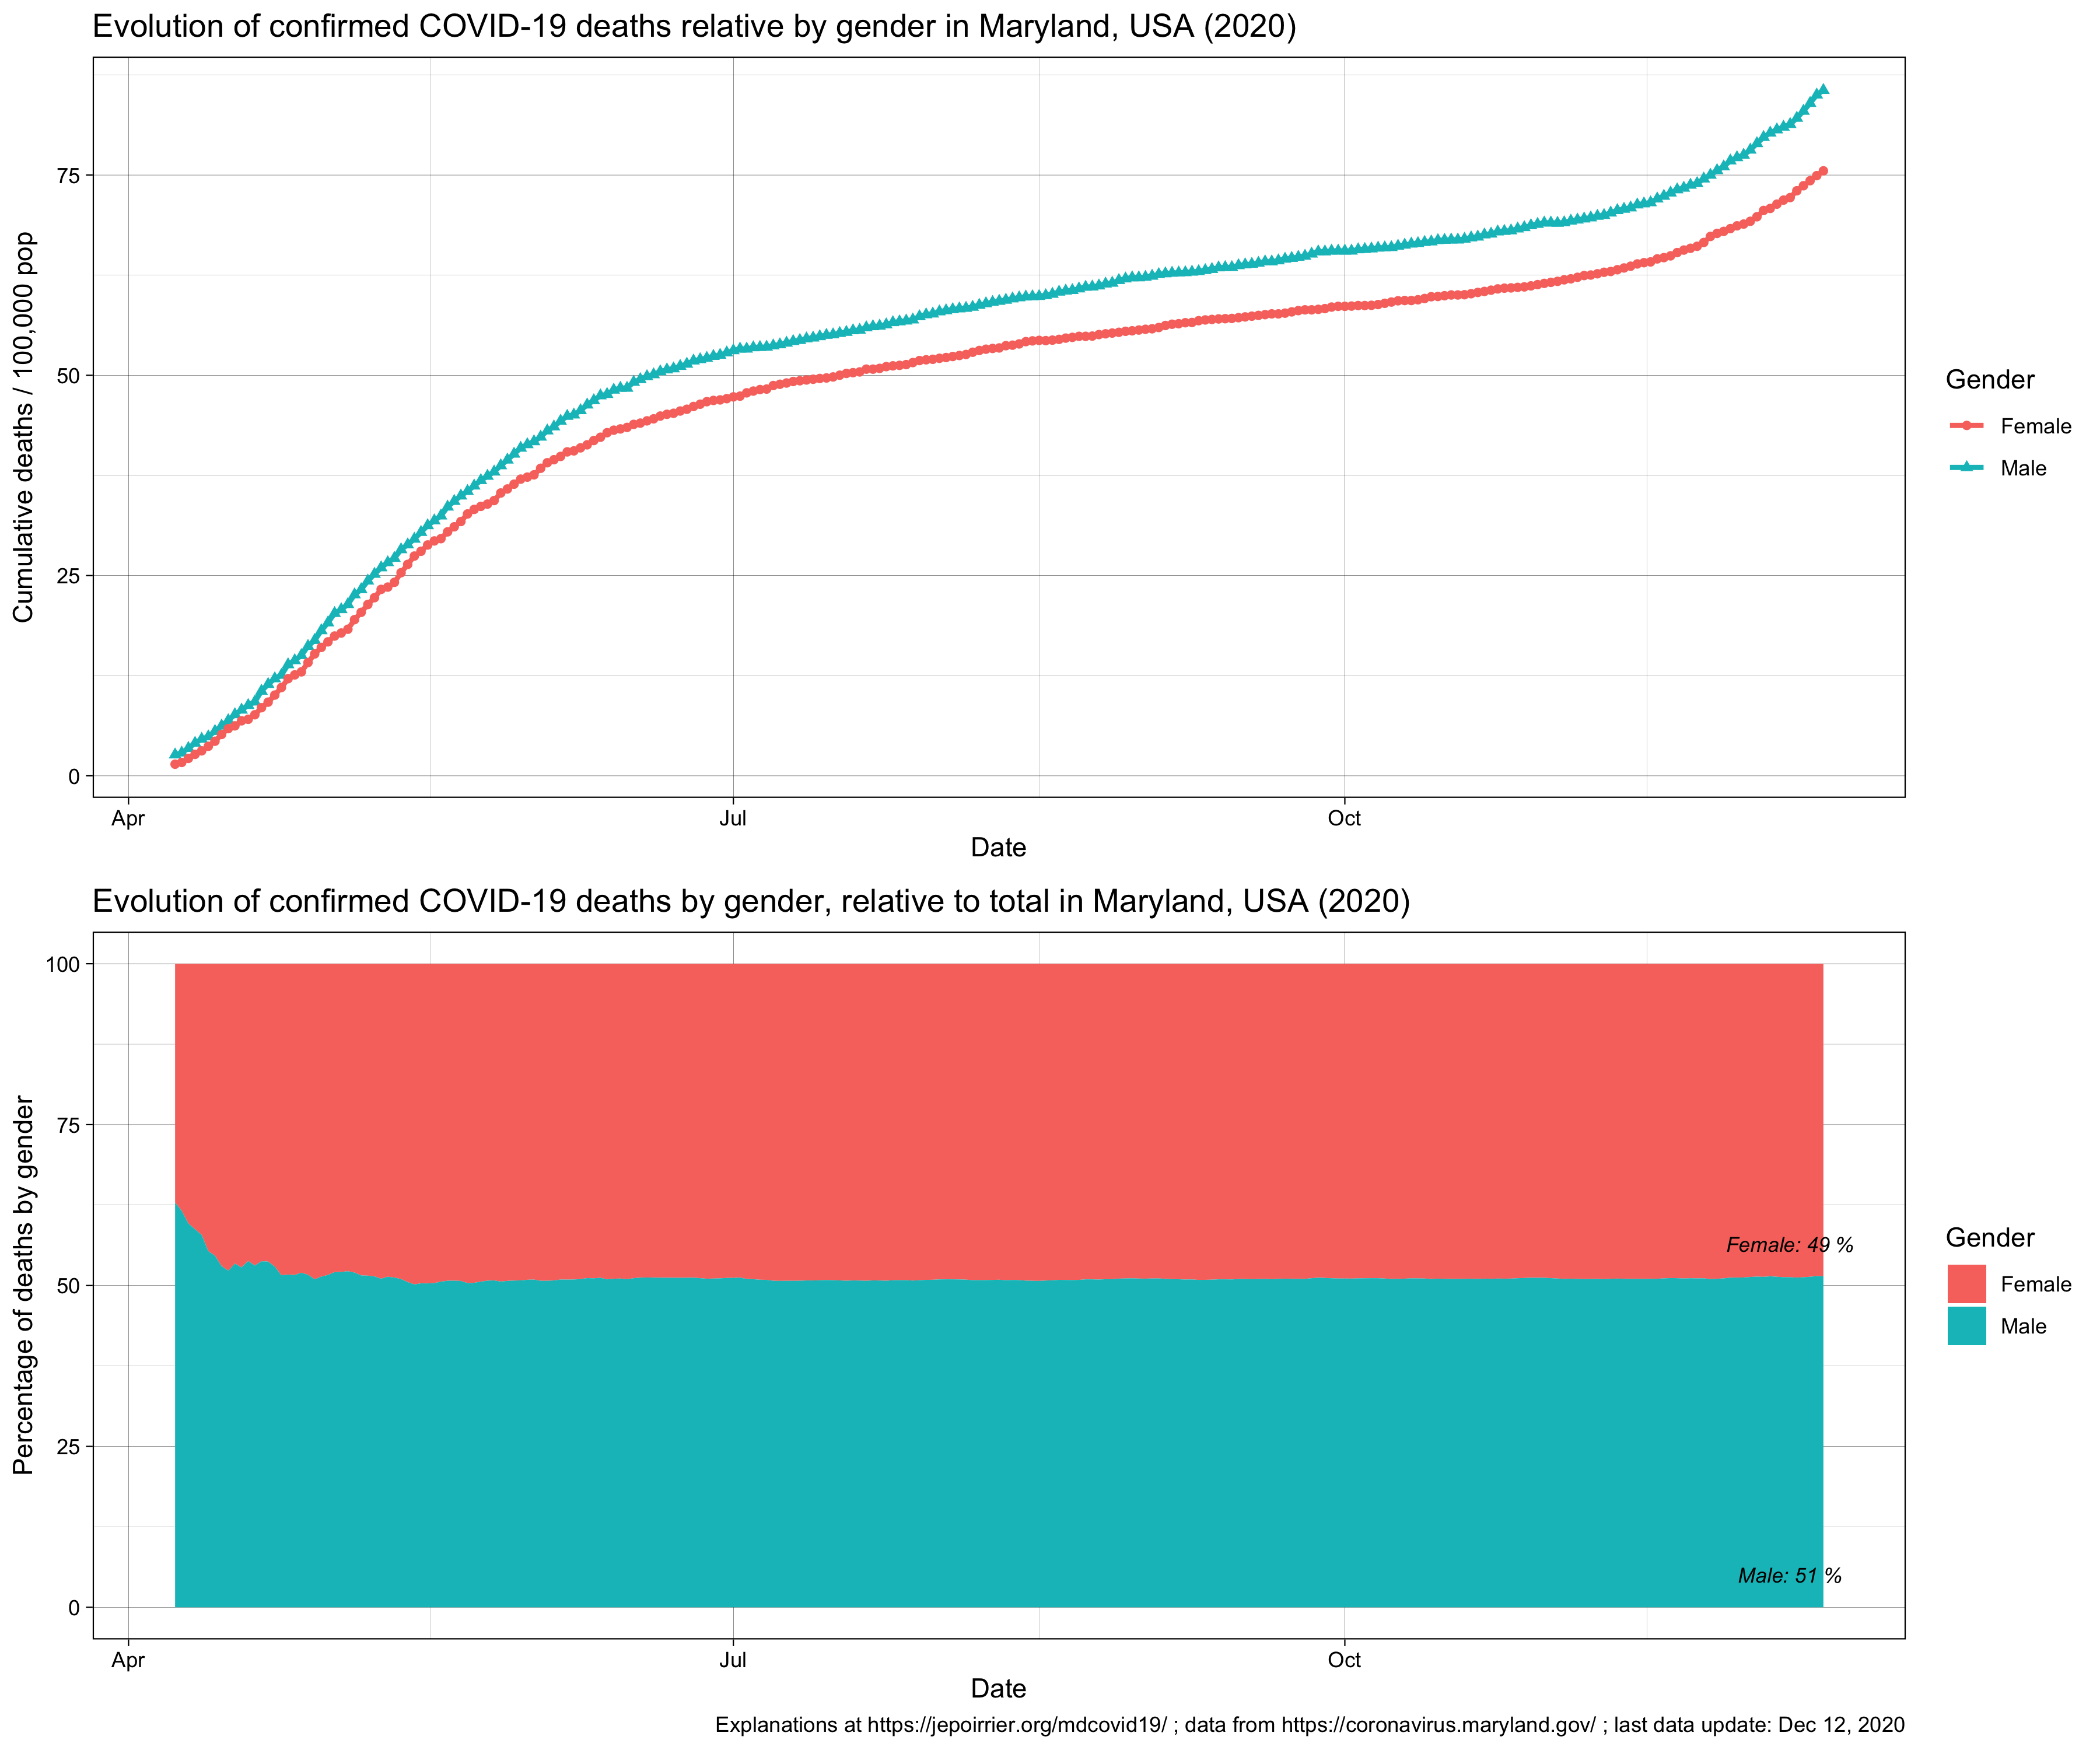 Evolution of confirmed COVID-19 deaths relative by gender in Maryland, USA (2020)
Cumulative deaths / 100,000 pop
75
50
25
0
Apr
Jul
Oct
Date
Gender
Female
Male
Evolution of confirmed COVID-19 deaths by gender, relative to total in Maryland, USA (2020)
Percentage of deaths by gender
100
75
50
25
0
Female: 49 %
Male: 51 %
Apr
Jul
Oct
Date
Gender
Female
Male
Explanations at https://jepoirrier.org/mdcovid19/ ; data from https://coronavirus.maryland.gov/ ; last data update: Dec 12, 2020